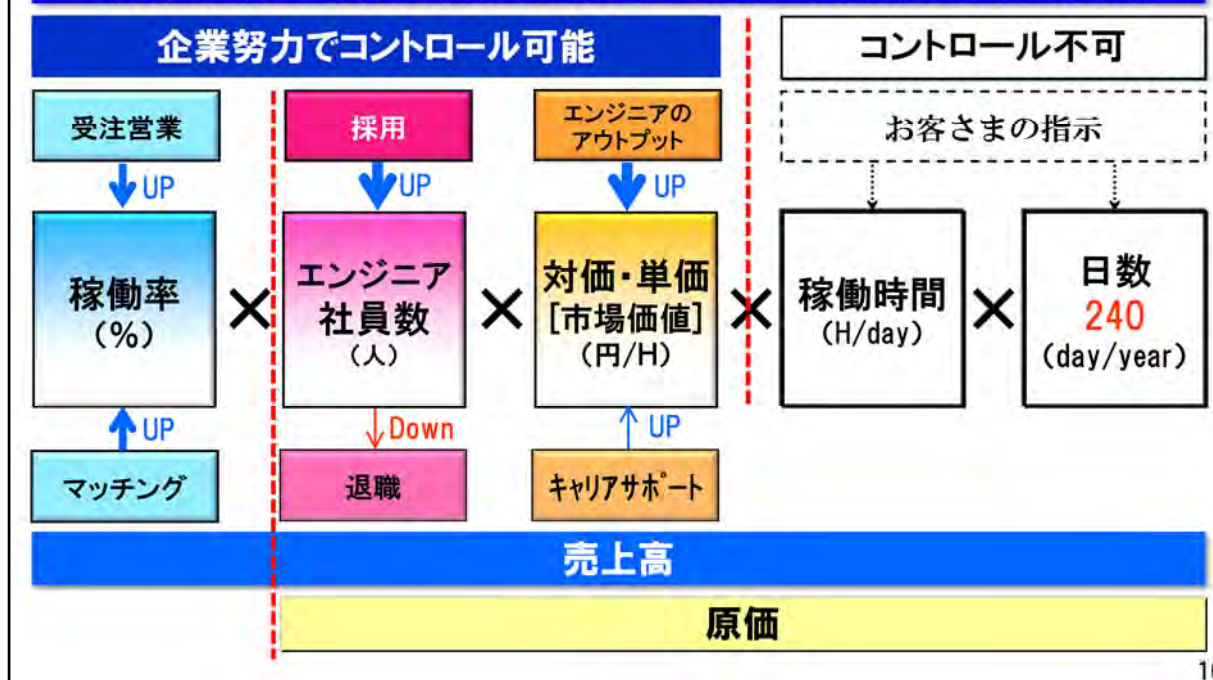 企業努力でコントロール可能
コントロール不可
受注営業
採用
エンジニアの
アウトプット
お客さまの指示
UP
UP
UP
稼働率
(%)
×
エンジニア
社員数
(人)
×
対価・単価
[市場価値]
(円/H)
×
稼働時間
(H/day)
×
日数
240
(day/year)
UP
Down
UP
マッチング
退職
キャリアサポート
売上高
原価